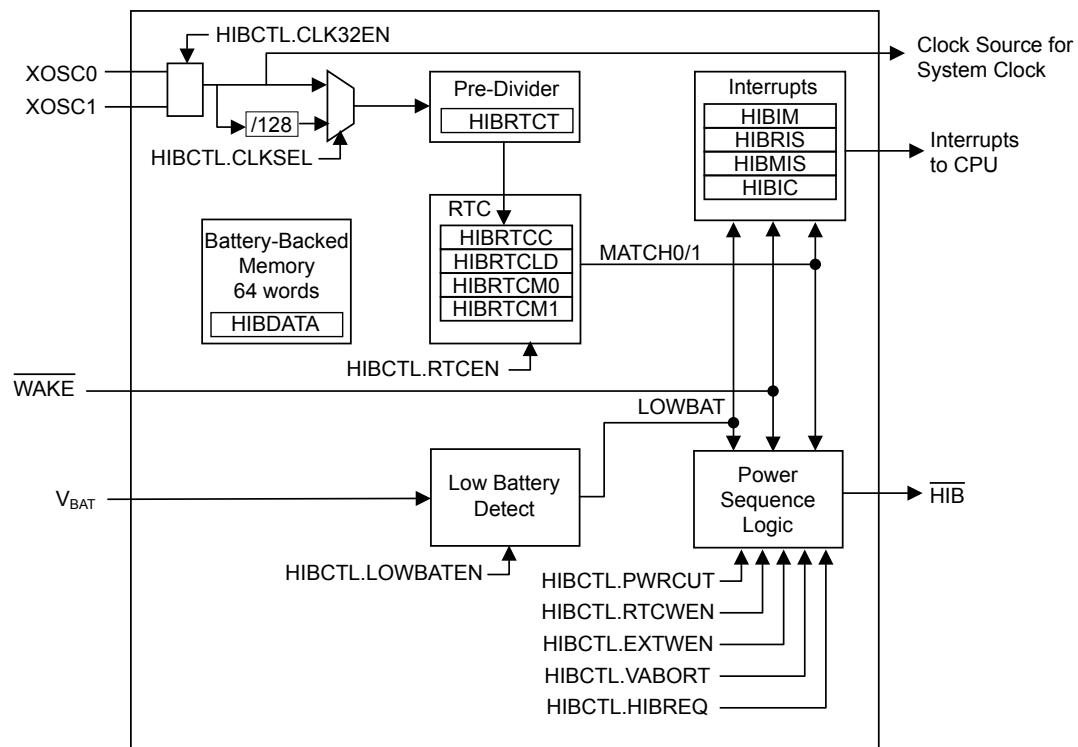 HIBCTL.CLK32EN
XOSC0
XOSC1
/128
HIBCTL.CLKSEL
Pre-Divider
HIBRTCT
Interrupts
HIBIM
HIBRIS
HIBMIS
HIBIC
Clock Source for
System Clock
Interrupts
to CPU
RTC
HIBRTCC
HIBRTCLD
HIBRTCM0
HIBRTCM1
MATCH0/1
Battery-Backed
Memory
64 words
HIBDATA
HIBCTL.RTCEN
WAKE
LOWBAT
VBAT
Low Battery
Detect
Power
Sequence
Logic
HIB
HIBCTL.LOWBATEN
HIBCTL.PWRCUT
HIBCTL.RTCWEN
HIBCTL.EXTWEN
HIBCTL.VABORT
HIBCTL.HIBREQ